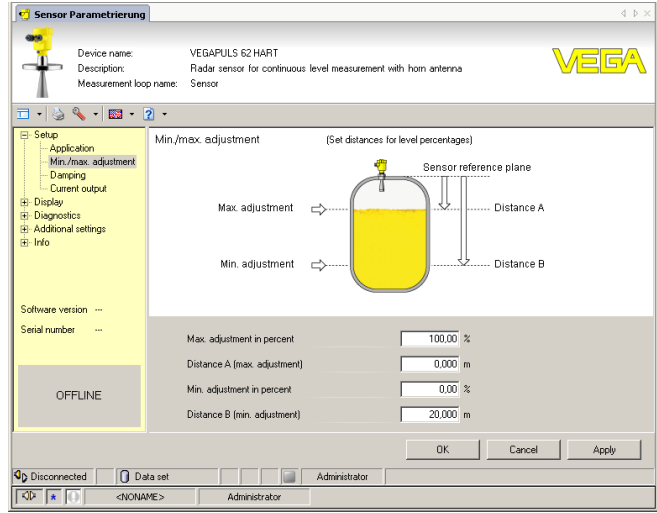 Sensor Parametrierung
Device name: VEGAPULS 62 HART
Description: Radar sensor for continuous level measurement with horn antenna
Measurement loop name: Sensor
VEGA
Setup
Application
Min./max. adjustment
Damping
Current output
Display
Diagnostics
Additional settings
Info
Software version ---
Serial number ---
OFFLINE
Min./max. adjustment (Set distances for level percentages)
Sensor reference plane
Max. adjustment
Distance A
Min. adjustment
Distance B
Max. adjustment in percent 100,00 %
Distance A (max. adjustment) 0,000 m
Min. adjustment in percent 0,00 %
Distance B (min. adjustment) 20,000 m
OK Cancel Apply
Disconnected Data set Administrator
<NONAME> Administrator